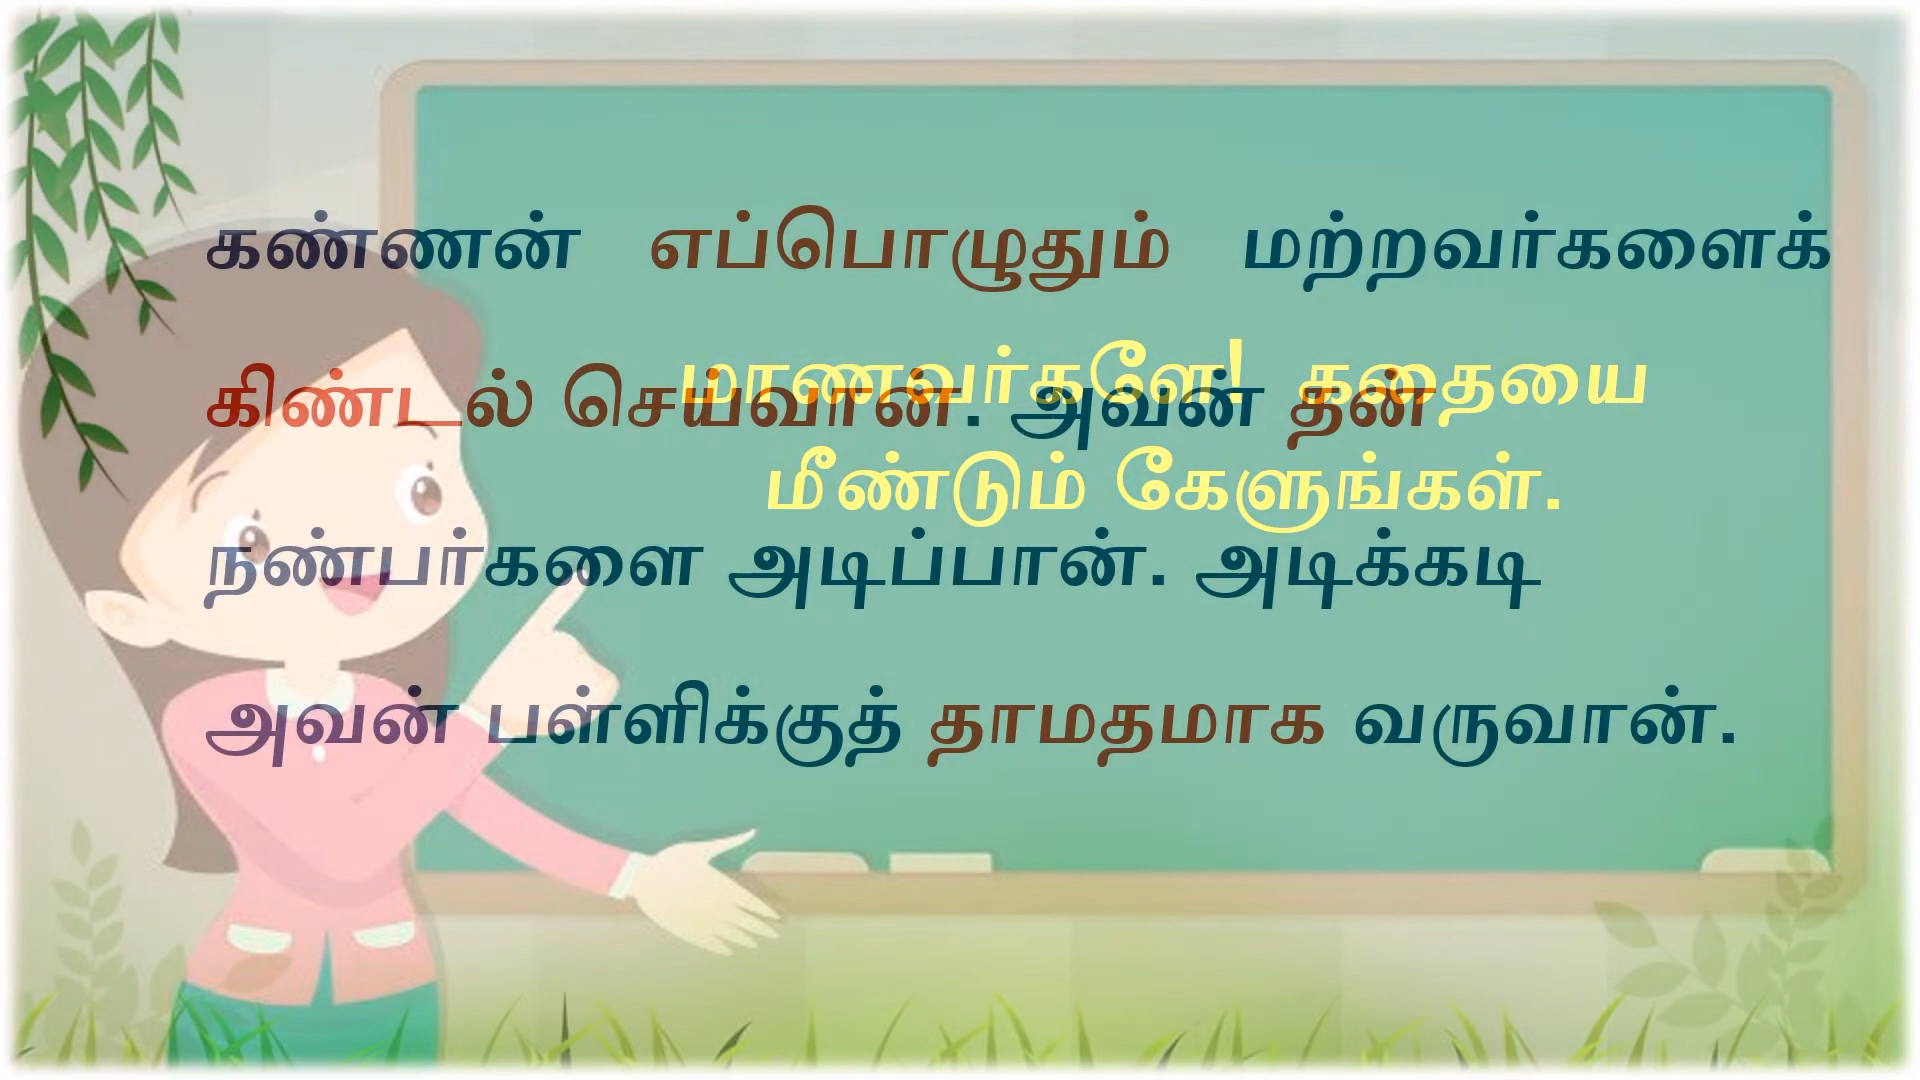 கண்ணன் எப்பொழுதும் மற்றவர்களைக்
கிண்டல் செய்வான். அவன் தன்
நண்பர்களை அடிப்பான். அடிக்கடி
அவன் பள்ளிக்குத் தாமதமாக வருவான்.
மாணவர்களே! கதையை
மீண்டும் கேளுங்கள்.